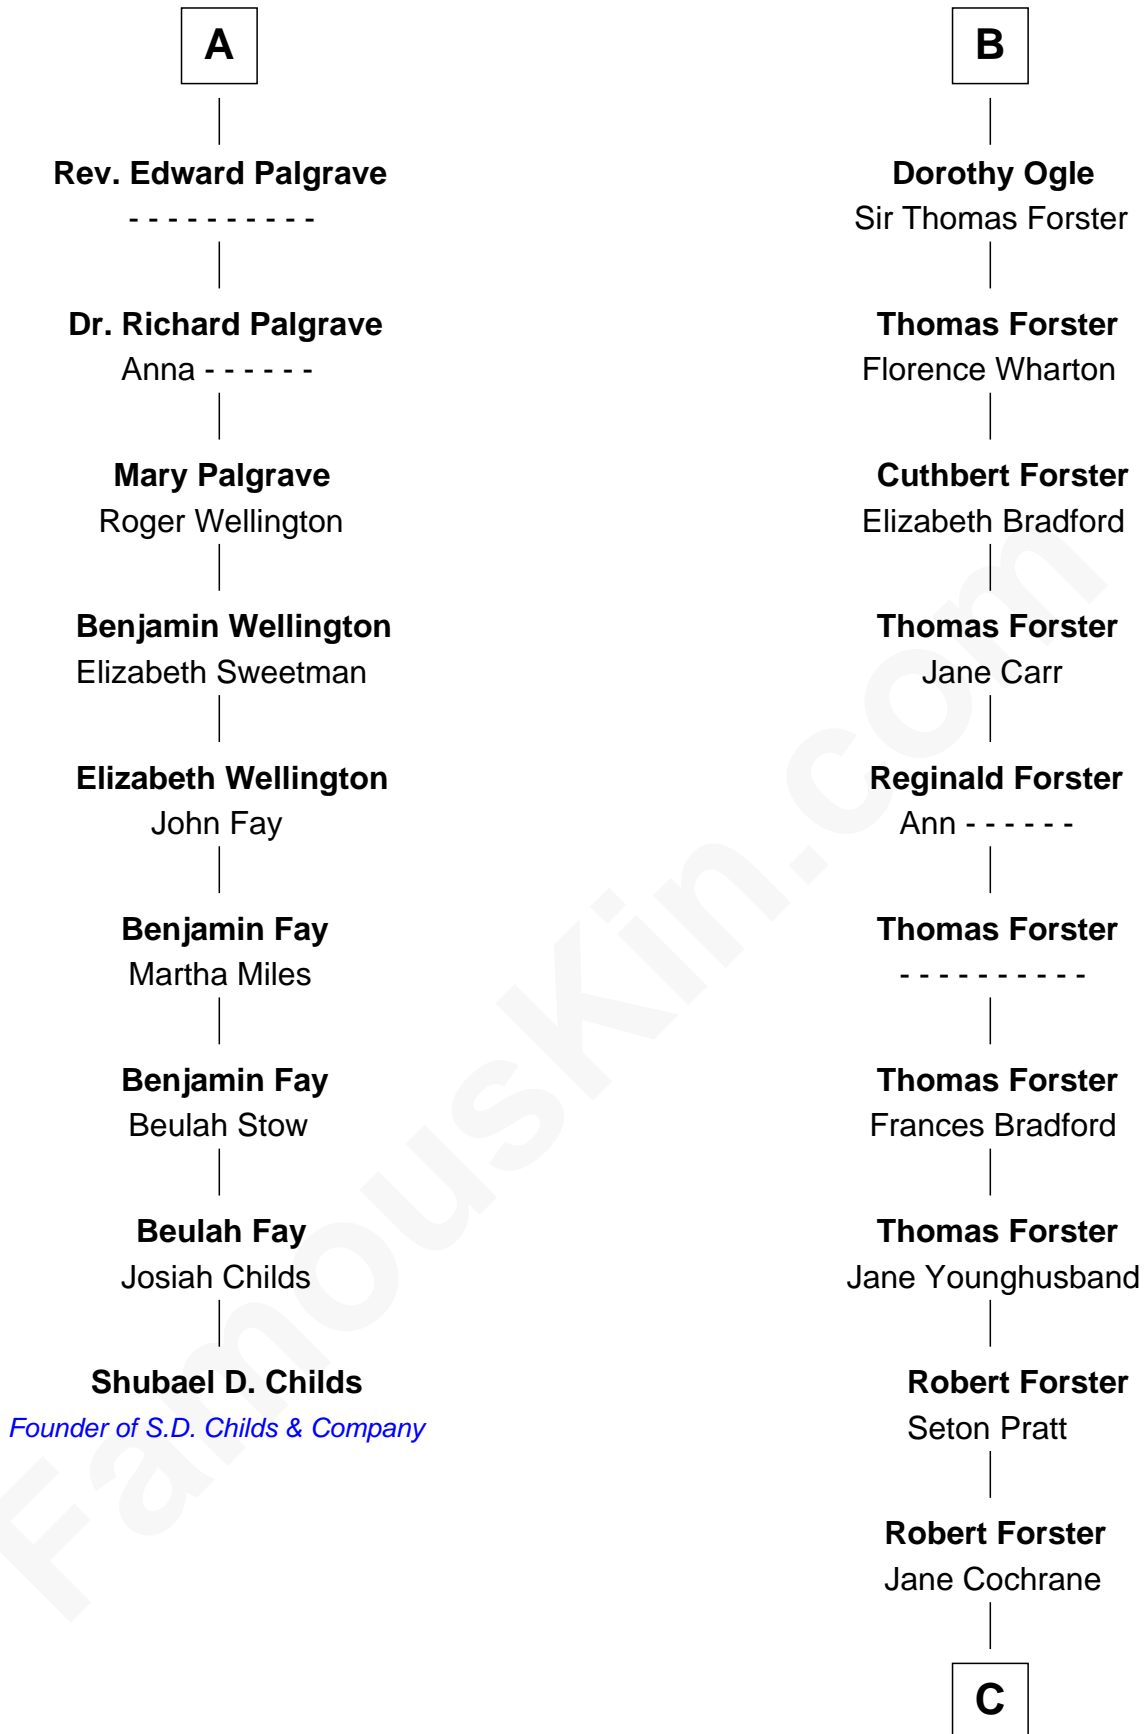 A
Rev. Edward Palgrave
- - - - - - - - - -
Dr. Richard Palgrave
Anna - - - - - -
Mary Palgrave
Roger Wellington
Benjamin Wellington
Elizabeth Sweetman
Elizabeth Wellington
John Fay
Benjamin Fay
Martha Miles
Benjamin Fay
Beulah Stow
Beulah Fay
Josiah Childs
Shubael D. Childs
Founder of S.D. Childs & Company
B
Dorothy Ogle
Sir Thomas Forster
Thomas Forster
Florence Wharton
Cuthbert Forster
Elizabeth Bradford
Thomas Forster
Jane Carr
Reginald Forster
Ann - - - - - -
Thomas Forster
- - - - - - - - - -
Thomas Forster
Frances Bradford
Thomas Forster
Jane Younghusband
Robert Forster
Seton Pratt
Robert Forster
Jane Cochrane
C
FamousKin.com